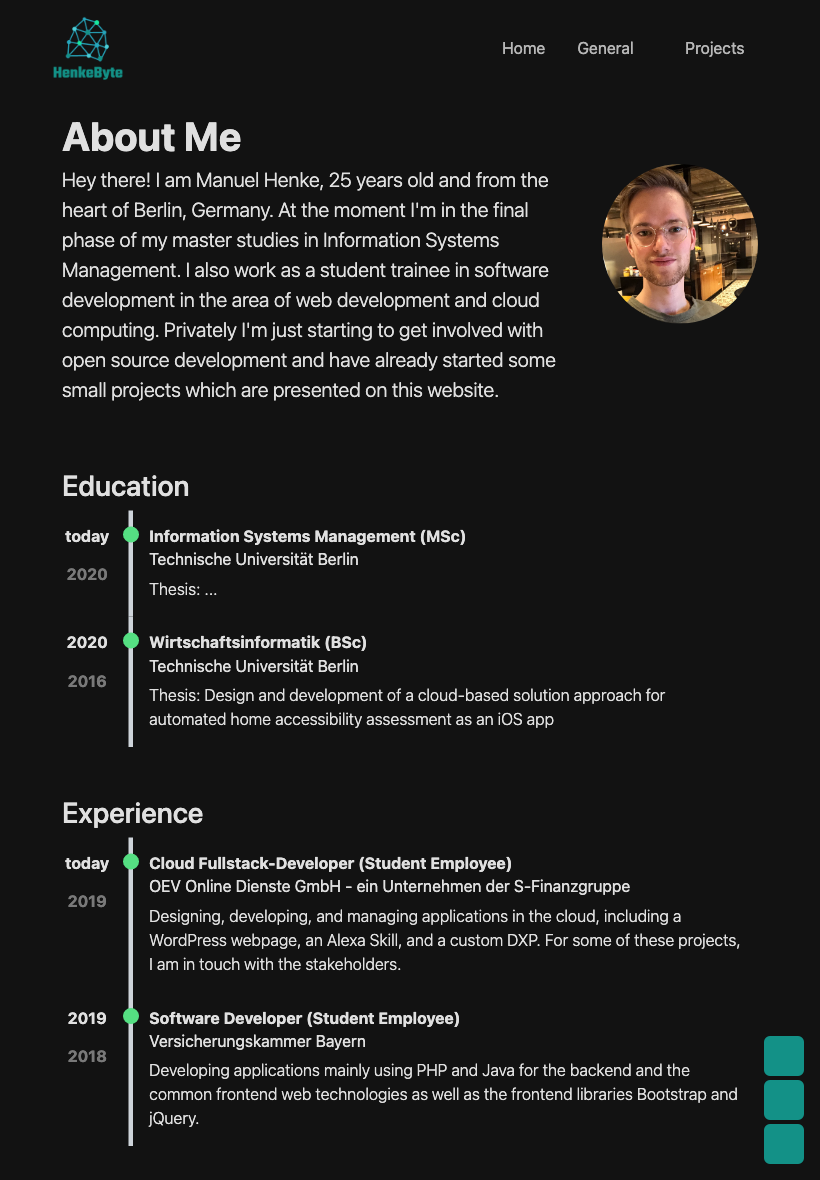 HenkeByte
Home General Projects
About Me
Hey there! I am Manuel Henke, 25 years old and from the
heart of Berlin, Germany. At the moment I'm in the final
phase of my master studies in Information Systems
Management. I also work as a student trainee in software
development in the area of web development and cloud
computing. Privately I'm just starting to get involved with
open source development and have already started some
small projects which are presented on this website.
Education
today Information Systems Management (MSc)
Technische Universität Berlin
2020
Thesis: ...
2020 Wirtschaftsinformatik (BSc)
Technische Universität Berlin
2016
Thesis: Design and development of a cloud-based solution approach for
automated home accessibility assessment as an iOS app
Experience
today Cloud Fullstack-Developer (Student Employee)
OEV Online Dienste GmbH - ein Unternehmen der S-Finanzgruppe
2019
Designing, developing, and managing applications in the cloud, including a
WordPress webpage, an Alexa Skill, and a custom DXP. For some of these projects,
I am in touch with the stakeholders.
2019 Software Developer (Student Employee)
Versicherungskammer Bayern
2018
Developing applications mainly using PHP and Java for the backend and the
common frontend web technologies as well as the frontend libraries Bootstrap and
jQuery.